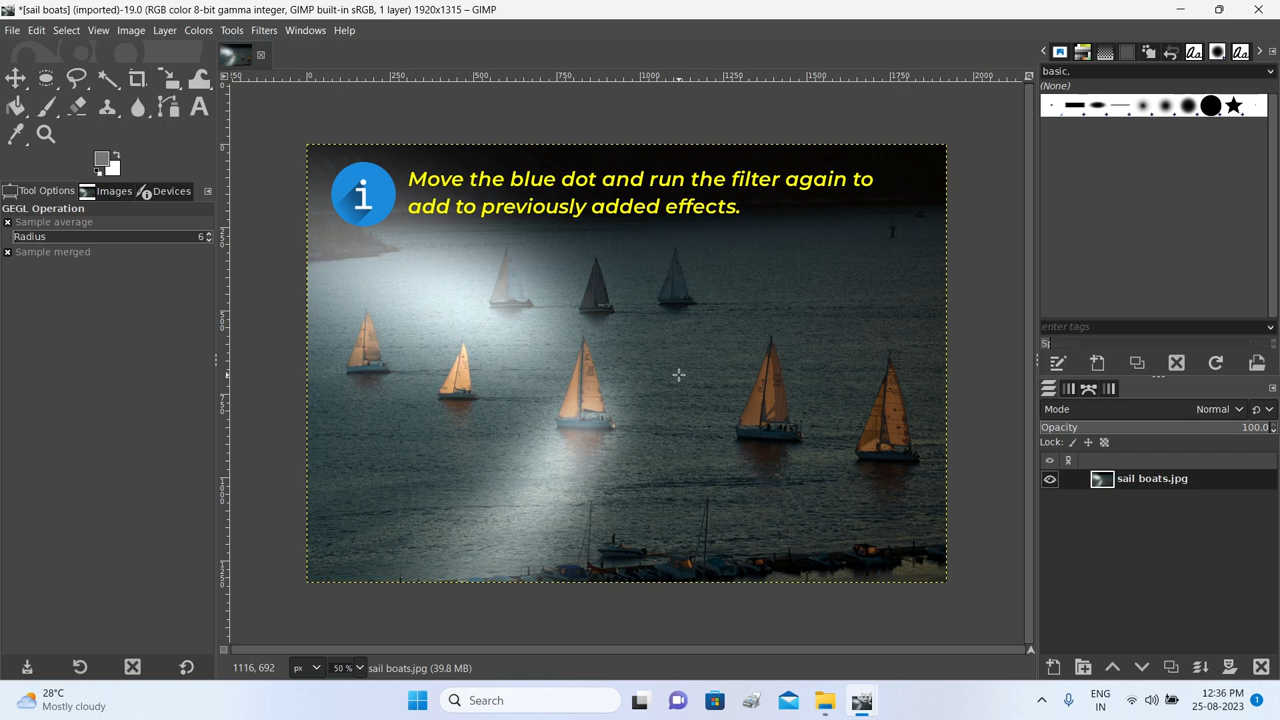 *[sail boats] (imported)-19.0 (RGB color 8-bit gamma integer, GIMP built-in sRGB, 1 layer) 1920x1315 – GIMP
File Edit Select View Image Layer Colors Tools Filters Windows Help
basic,
(None)
Tool Options Images Devices
GEGL Operation
Sample average
Radius 6
Sample merged
i Move the blue dot and run the filter again to
add to previously added effects.
enter tags
Mode Normal
Opacity 100.0
Lock:
sail boats.jpg
1116, 692 px 50 % sail boats.jpg (39.8 MB)
28°C
Mostly cloudy
Search
ENG
IN
12:36 PM
25-08-2023
1